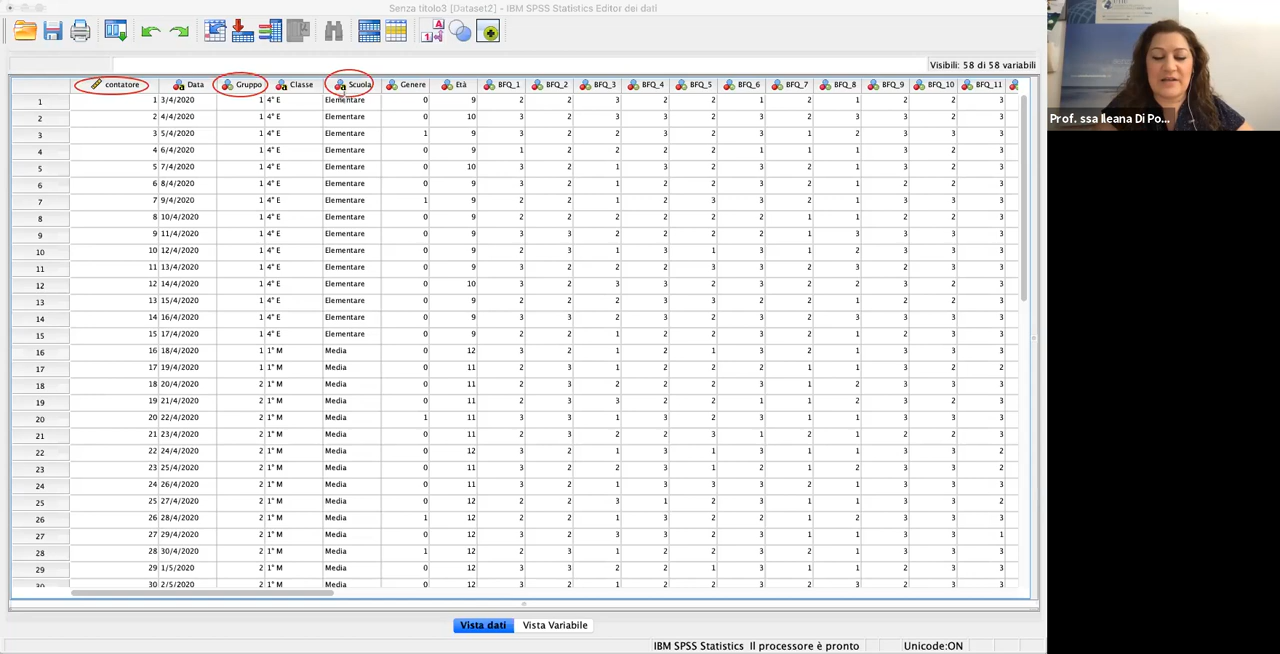 Senza titolo3 [Dataset2] - IBM SPSS Statistics Editor dei dati
Visibili: 58 di 58 variabili
contatore Data Gruppo Classe Scuola Genere Età BFQ_1 BFQ_2 BFQ_3 BFQ_4 BFQ_5 BFQ_6 BFQ_7 BFQ_8 BFQ_9 BFQ_10 BFQ_11
1 1 3/4/2020 1 4° E Elementare 0 9 2 2 3 2 2 1 2 2 2 2 3
2 2 4/4/2020 1 4° E Elementare 0 10 3 2 2 3 2 3 2 3 2 2 3
3 3 5/4/2020 1 4° E Elementare 1 9 3 2 2 3 2 3 1 2 3 3 3
4 4 6/4/2020 1 4° E Elementare 0 9 1 2 2 2 2 1 1 3 2 2 3
5 5 7/4/2020 1 4° E Elementare 0 10 3 2 1 3 3 3 2 1 3 2 3
6 6 8/4/2020 1 4° E Elementare 0 9 3 2 1 2 2 3 2 1 2 2 3
7 7 9/4/2020 1 4° E Elementare 1 9 2 2 1 3 2 3 2 2 2 3 3
8 8 10/4/2020 1 4° E Elementare 0 9 2 2 2 2 2 2 1 1 2 2 3
9 9 11/4/2020 1 4° E Elementare 0 9 3 3 2 2 2 2 1 3 3 3 3
10 10 12/4/2020 1 4° E Elementare 0 9 2 3 1 3 1 3 1 2 3 3 3
11 11 13/4/2020 1 4° E Elementare 0 9 3 2 2 2 3 3 2 3 2 2 3
12 12 14/4/2020 1 4° E Elementare 0 10 3 2 3 3 2 3 2 2 3 3 3
13 13 15/4/2020 1 4° E Elementare 0 9 2 2 2 3 3 2 1 2 3 2 3
14 14 16/4/2020 1 4° E Elementare 0 9 3 2 3 2 3 3 2 3 2 3 3
15 15 17/4/2020 1 4° E Elementare 0 9 2 2 1 2 2 3 2 1 2 3 3
16 16 18/4/2020 1 1° M Media 0 12 3 2 1 2 1 3 2 1 3 3 3
17 17 19/4/2020 1 1° M Media 0 11 2 3 1 3 2 2 1 2 3 2 2
18 18 20/4/2020 2 1° M Media 0 11 2 3 2 2 2 3 1 2 3 3 3
19 19 21/4/2020 2 1° M Media 0 11 2 3 3 2 2 1 1 2 2 2 3
20 20 22/4/2020 2 1° M Media 1 11 3 3 1 3 2 3 1 1 3 2 3
21 21 23/4/2020 2 1° M Media 0 11 2 3 2 2 3 1 2 3 2 2 3
22 22 24/4/2020 2 1° M Media 0 12 3 2 1 3 1 3 1 2 3 3 2
23 23 25/4/2020 2 1° M Media 0 11 3 2 2 3 1 2 1 2 3 3 3
24 24 26/4/2020 2 1° M Media 0 11 3 2 1 3 3 3 2 1 3 2 3
25 25 27/4/2020 2 1° M Media 0 12 2 2 3 1 2 3 1 1 3 3 2
26 26 28/4/2020 2 1° M Media 1 12 3 2 1 3 2 3 1 2 3 3 3
27 27 29/4/2020 2 1° M Media 0 12 3 2 3 3 2 3 2 2 3 3 1
28 28 30/4/2020 2 1° M Media 1 12 2 3 1 2 2 3 2 1 3 2 3
29 29 1/5/2020 2 1° M Media 0 12 3 3 2 1 2 3 1 2 3 3 3
30 30 2/5/2020 2 1° M Media 0 12 3 2 1 3 2 2 2 2 3 2 3
Vista dati Vista Variabile
IBM SPSS Statistics Il processore è pronto Unicode:ON
Prof. ssa Ileana Di Po...